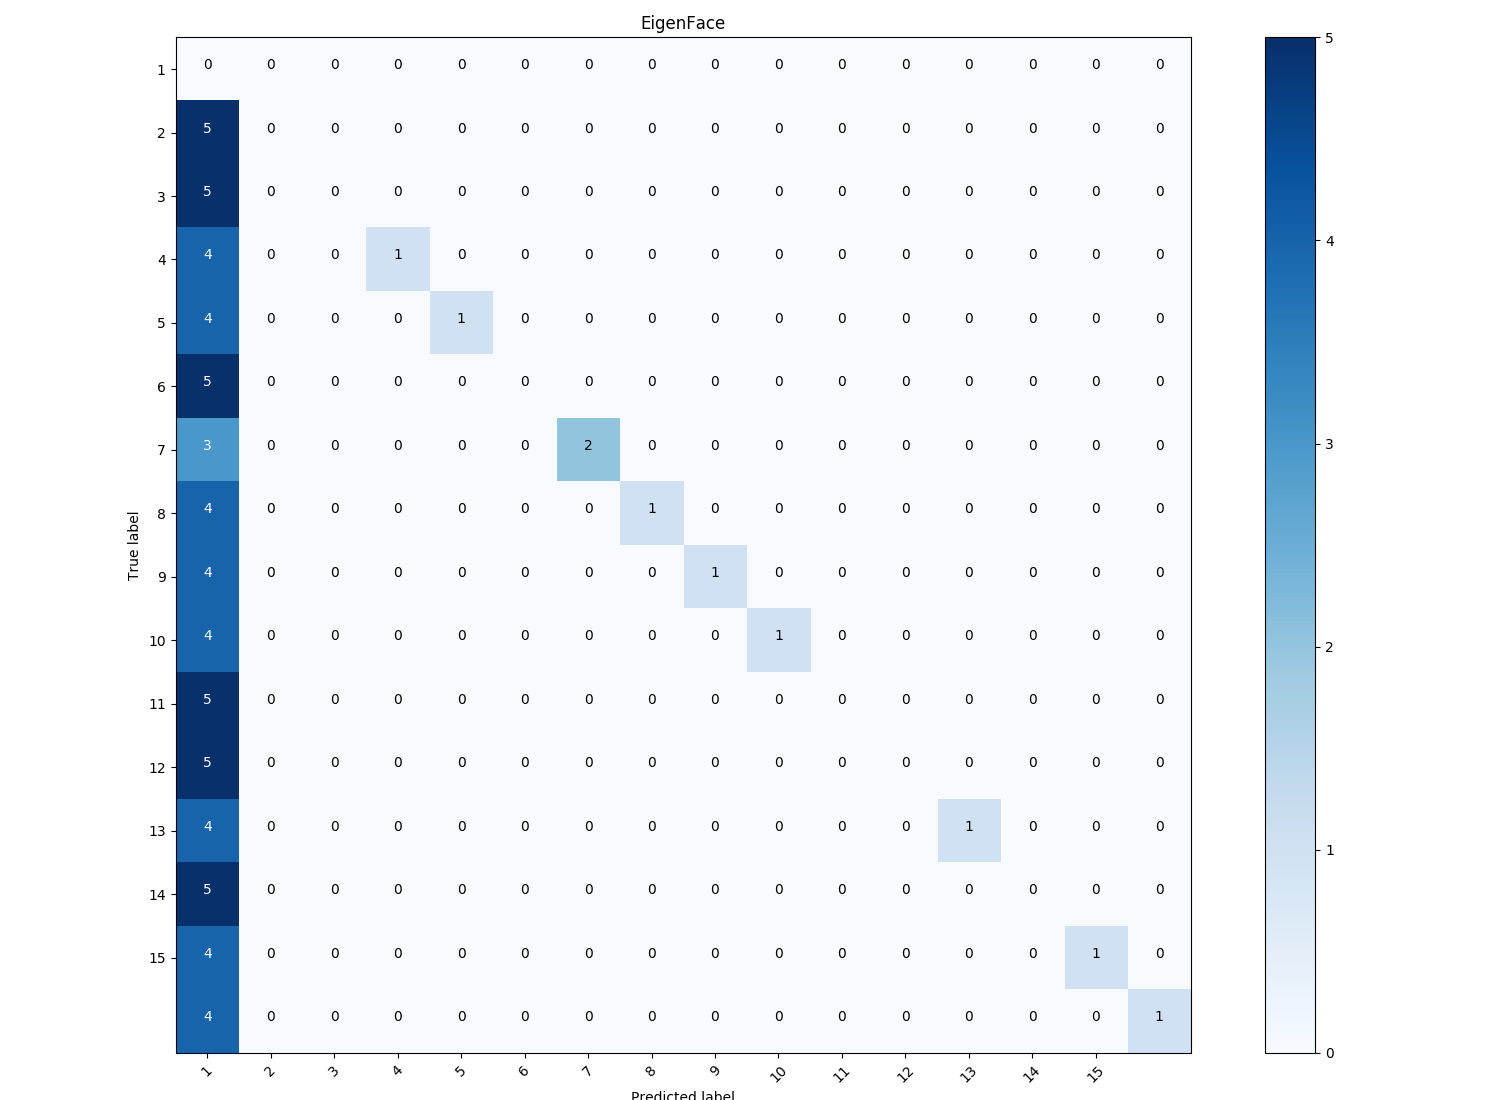 EigenFace
1 0 0 0 0 0 0 0 0 0 0 0 0 0 0 0 0
2 5 0 0 0 0 0 0 0 0 0 0 0 0 0 0 0
3 5 0 0 0 0 0 0 0 0 0 0 0 0 0 0 0
4 4 0 0 1 0 0 0 0 0 0 0 0 0 0 0 0
5 4 0 0 0 1 0 0 0 0 0 0 0 0 0 0 0
6 5 0 0 0 0 0 0 0 0 0 0 0 0 0 0 0
7 3 0 0 0 0 0 2 0 0 0 0 0 0 0 0 0
8 4 0 0 0 0 0 0 1 0 0 0 0 0 0 0 0
9 4 0 0 0 0 0 0 0 1 0 0 0 0 0 0 0
10 4 0 0 0 0 0 0 0 0 1 0 0 0 0 0 0
11 5 0 0 0 0 0 0 0 0 0 0 0 0 0 0 0
12 5 0 0 0 0 0 0 0 0 0 0 0 0 0 0 0
13 4 0 0 0 0 0 0 0 0 0 0 0 1 0 0 0
14 5 0 0 0 0 0 0 0 0 0 0 0 0 0 0 0
15 4 0 0 0 0 0 0 0 0 0 0 0 0 0 1 0
4 0 0 0 0 0 0 0 0 0 0 0 0 0 0 1
1 2 3 4 5 6 7 8 9 10 11 12 13 14 15
True label
Predicted label
5
4
3
2
1
0